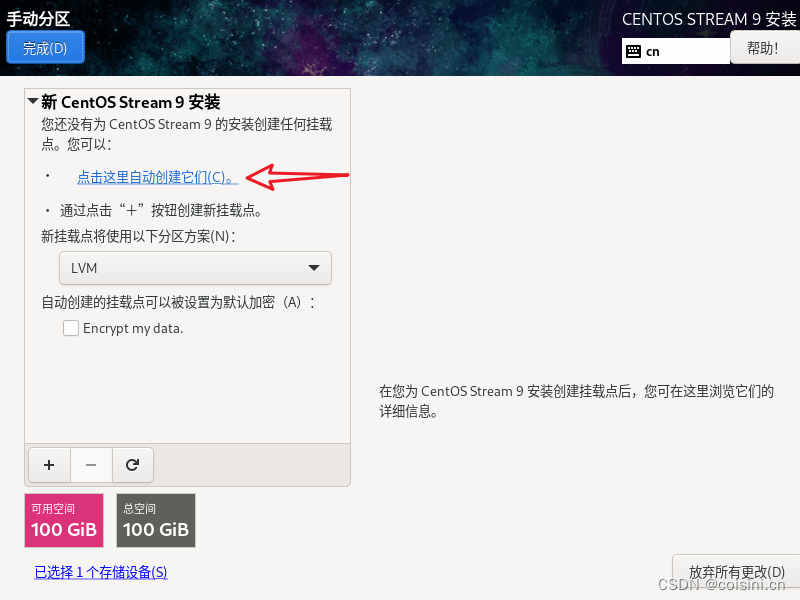 手动分区
CENTOS STREAM 9 安装
完成(D)
cn
帮助!
新 CentOS Stream 9 安装
您还没有为 CentOS Stream 9 的安装创建任何挂载
点。您可以：
• 点击这里自动创建它们(C)。
• 通过点击“＋”按钮创建新挂载点。
新挂载点将使用以下分区方案(N)：
LVM
自动创建的挂载点可以被设置为默认加密（A）：
Encrypt my data.
在您为 CentOS Stream 9 安装创建挂载点后，您可在这里浏览它们的
详细信息。
可用空间
100 GiB
总空间
100 GiB
已选择 1 个存储设备(S)
放弃所有更改(D)
CSDN @coisini.cn